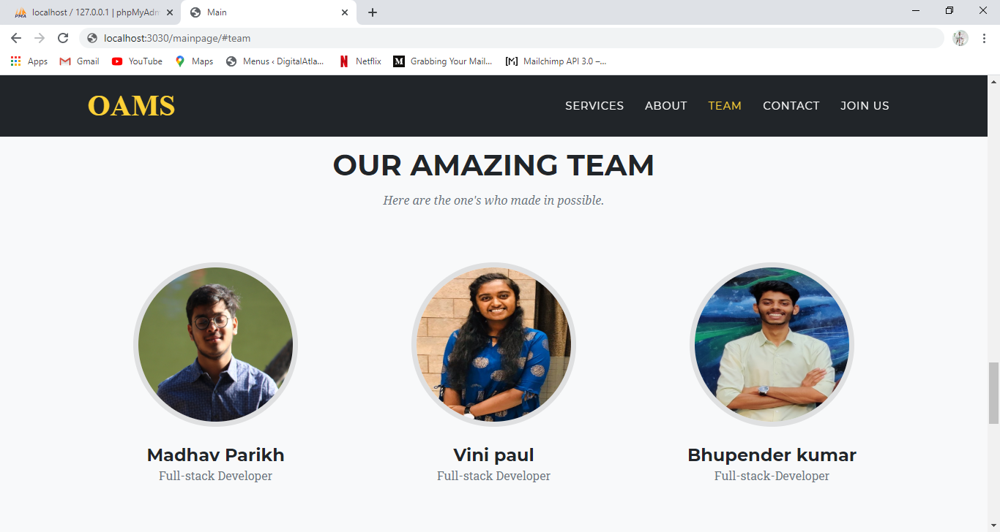 localhost / 127.0.0.1 | phpMyAdm
Main
localhost:3030/mainpage/#team
Apps
Gmail
YouTube
Maps
Menus ‹ DigitalAtla...
Netflix
Grabbing Your Mail...
Mailchimp API 3.0 –...
OAMS
SERVICES
ABOUT
TEAM
CONTACT
JOIN US
OUR AMAZING TEAM
Here are the one's who made in possible.
Madhav Parikh
Full-stack Developer
Vini paul
Full-stack Developer
Bhupender kumar
Full-stack-Developer